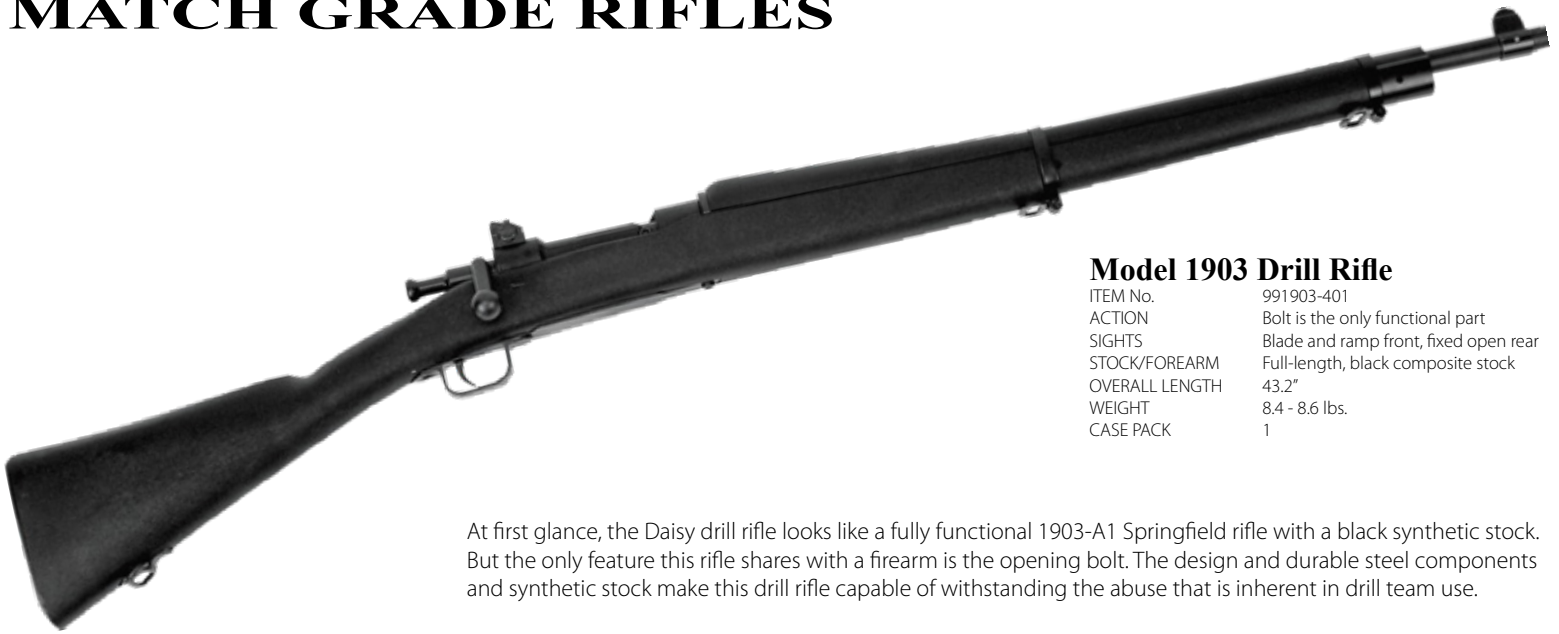 MATCH GRADE RIFLES
Model 1903 Drill Rifle
ITEM No. 991903-401
ACTION Bolt is the only functional part
SIGHTS Blade and ramp front, fixed open rear
STOCK/FOREARM Full-length, black composite stock
OVERALL LENGTH 43.2”
WEIGHT 8.4 - 8.6 lbs.
CASE PACK 1
At first glance, the Daisy drill rifle looks like a fully functional 1903-A1 Springfield rifle with a black synthetic stock.
But the only feature this rifle shares with a firearm is the opening bolt. The design and durable steel components
and synthetic stock make this drill rifle capable of withstanding the abuse that is inherent in drill team use.